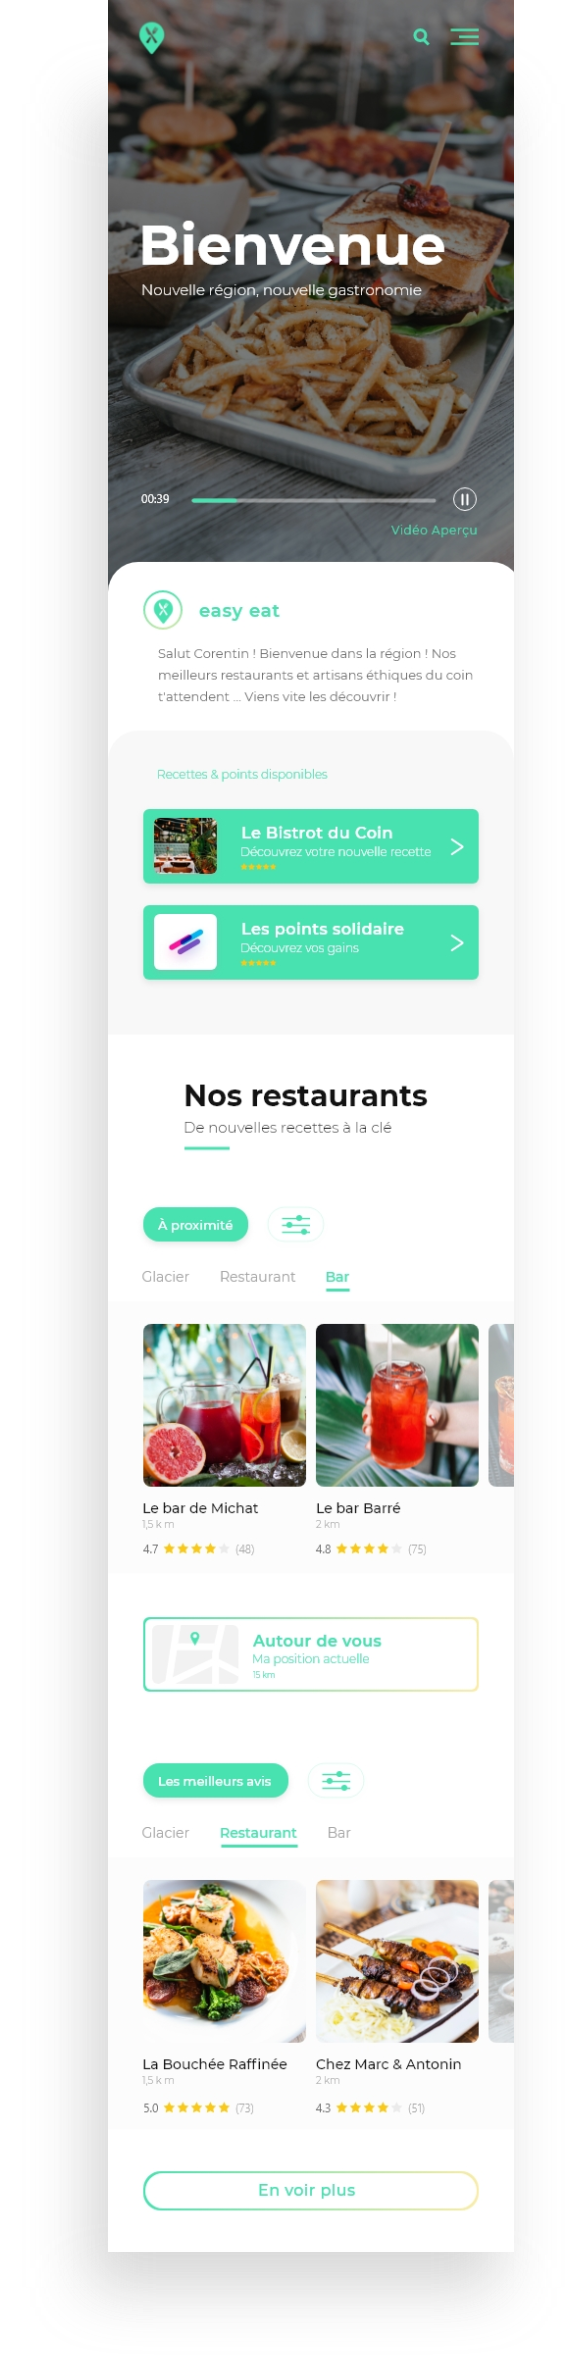 Bienvenue
Nouvelle région, nouvelle gastronomie
00:39
Vidéo Aperçu
easy eat
Salut Corentin ! Bienvenue dans la région ! Nos
meilleurs restaurants et artisans éthiques du coin
t'attendent ... Viens vite les découvrir !
Recettes & points disponibles
Le Bistrot du Coin
Découvrez votre nouvelle recette
Les points solidaire
Découvrez vos gains
Nos restaurants
De nouvelles recettes à la clé
À proximité
Glacier Restaurant Bar
Le bar de Michat Le bar Barré
1,5 k m 2 km
4.7 (48) 4.8 (75)
Autour de vous
Ma position actuelle
15 km
Les meilleurs avis
Glacier Restaurant Bar
La Bouchée Raffinée Chez Marc & Antonin
1,5 k m 2 km
5.0 (73) 4.3 (51)
En voir plus